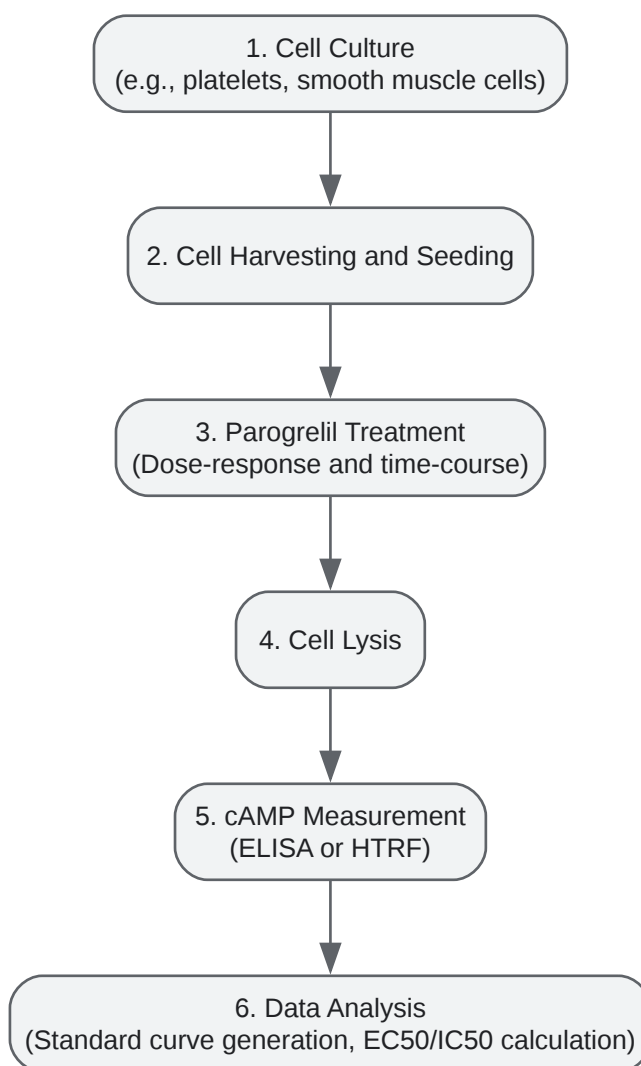 1. Cell Culture
(e.g., platelets, smooth muscle cells)
2. Cell Harvesting and Seeding
3. Parogrelil Treatment
(Dose-response and time-course)
4. Cell Lysis
5. cAMP Measurement
(ELISA or HTRF)
6. Data Analysis
(Standard curve generation, EC50/IC50 calculation)